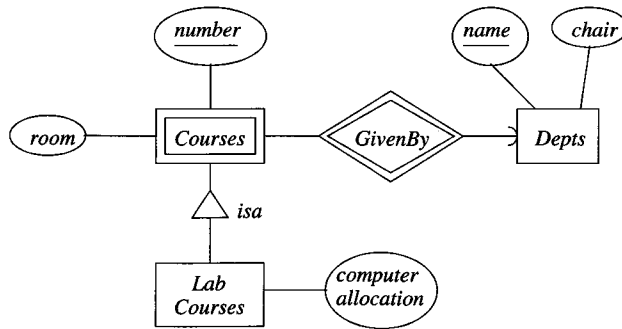 number
name
chair
room
Courses
GivenBy
Depts
isa
Lab
Courses
computer
allocation